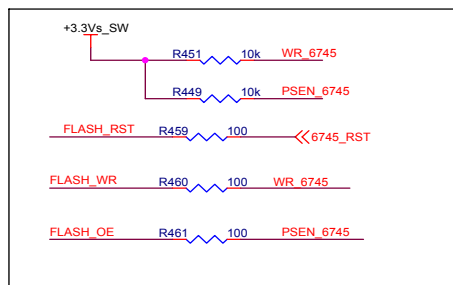 +3.3Vs_SW
R451 10k WR_6745
R449 10k PSEN_6745
FLASH_RST R459 100 6745_RST
FLASH_WR R460 100 WR_6745
FLASH_OE R461 100 PSEN_6745